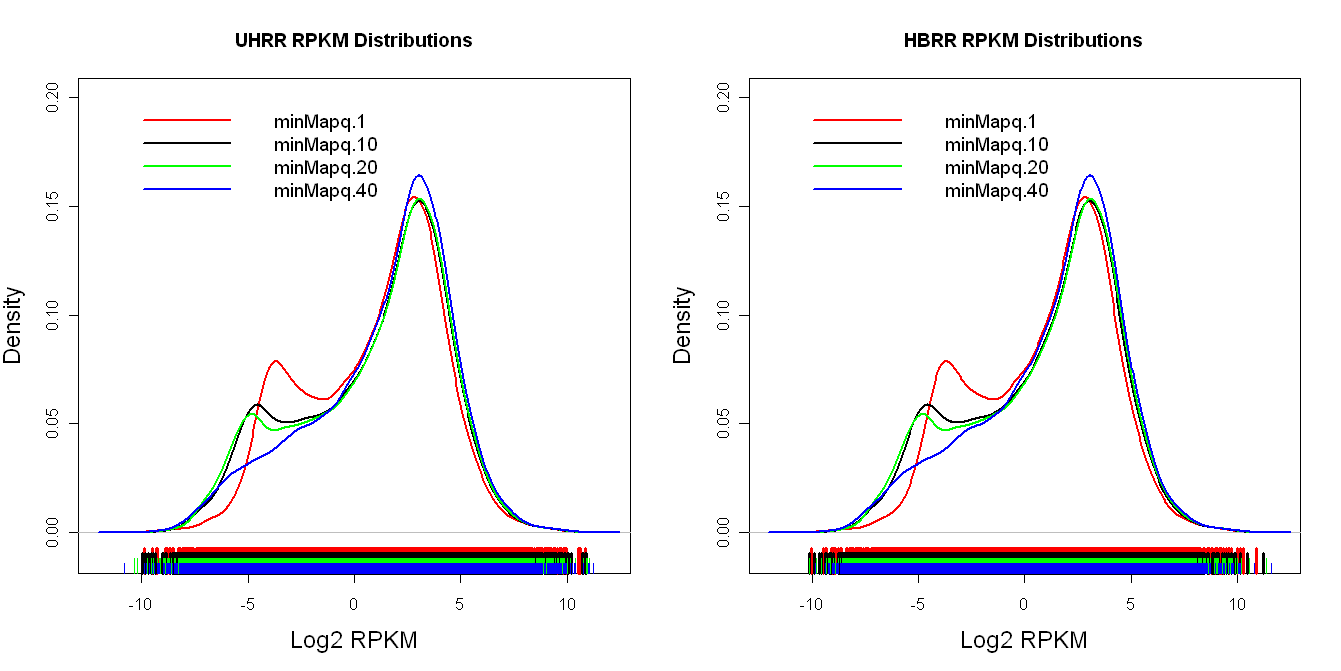 UHRR RPKM Distributions
minMapq.1
minMapq.10
minMapq.20
minMapq.40
0.20
0.15
0.10
0.05
0.00
Density
-10 -5 0 5 10
Log2 RPKM
HBRR RPKM Distributions
minMapq.1
minMapq.10
minMapq.20
minMapq.40
0.20
0.15
0.10
0.05
0.00
Density
-10 -5 0 5 10
Log2 RPKM